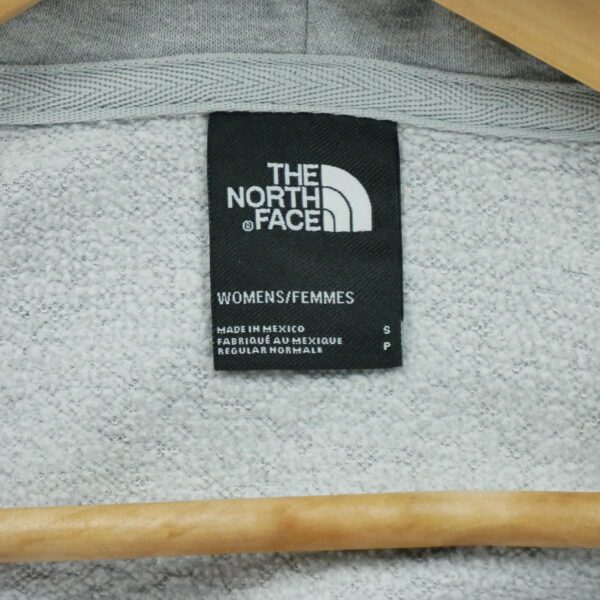 THE
NORTH
®FACE
WOMENS/FEMMES
MADE IN MEXICO S
FABRIQUÉ AU MEXIQUE P
REGULAR NORMALE